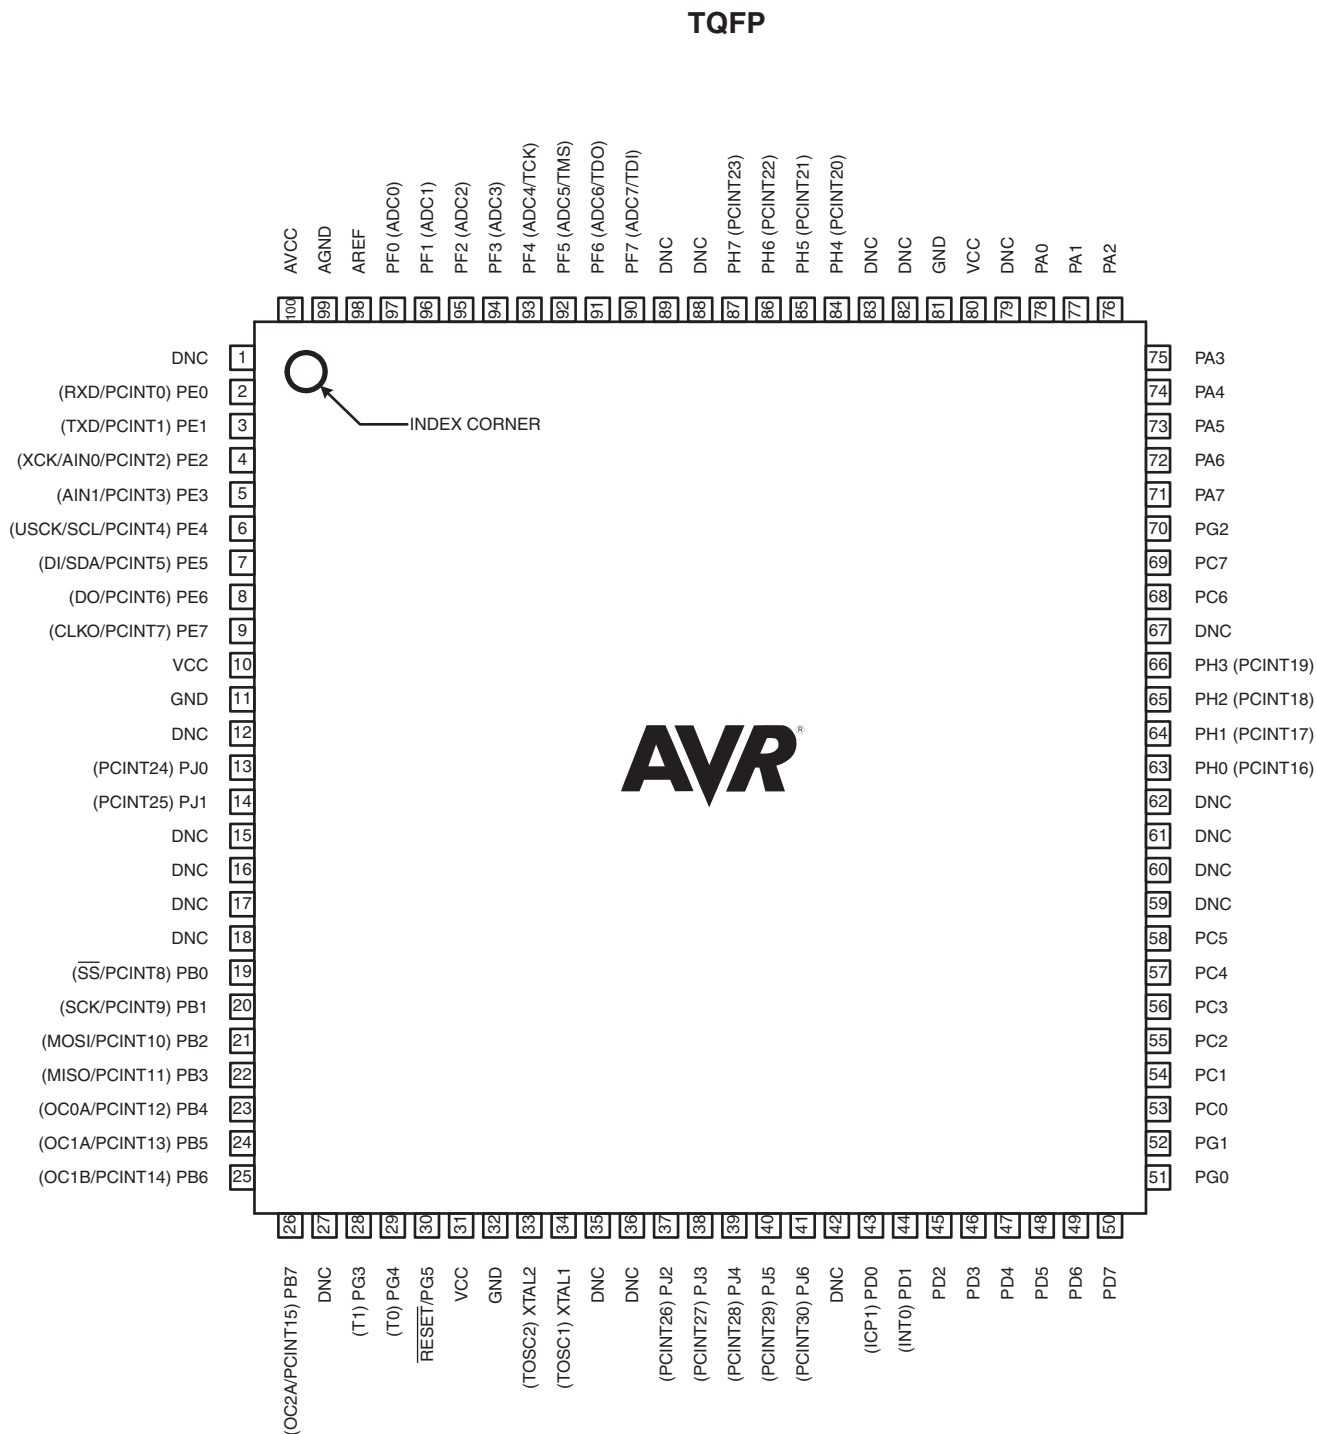 TQFP
AVCC
AGND
AREF
PF0 (ADC0)
PF1 (ADC1)
PF2 (ADC2)
PF3 (ADC3)
PF4 (ADC4/TCK)
PF5 (ADC5/TMS)
PF6 (ADC6/TDO)
PF7 (ADC7/TDI)
DNC
DNC
PH7 (PCINT23)
PH6 (PCINT22)
PH5 (PCINT21)
PH4 (PCINT20)
DNC
DNC
GND
VCC
DNC
PA0
PA1
PA2
100
99
98
97
96
95
94
93
92
91
90
89
88
87
86
85
84
83
82
81
80
79
78
77
76
DNC 1
(RXD/PCINT0) PE0 2
(TXD/PCINT1) PE1 3
(XCK/AIN0/PCINT2) PE2 4
(AIN1/PCINT3) PE3 5
(USCK/SCL/PCINT4) PE4 6
(DI/SDA/PCINT5) PE5 7
(DO/PCINT6) PE6 8
(CLKO/PCINT7) PE7 9
VCC 10
GND 11
DNC 12
(PCINT24) PJ0 13
(PCINT25) PJ1 14
DNC 15
DNC 16
DNC 17
DNC 18
(SS/PCINT8) PB0 19
(SCK/PCINT9) PB1 20
(MOSI/PCINT10) PB2 21
(MISO/PCINT11) PB3 22
(OC0A/PCINT12) PB4 23
(OC1A/PCINT13) PB5 24
(OC1B/PCINT14) PB6 25
INDEX CORNER
AVR®
75 PA3
74 PA4
73 PA5
72 PA6
71 PA7
70 PG2
69 PC7
68 PC6
67 DNC
66 PH3 (PCINT19)
65 PH2 (PCINT18)
64 PH1 (PCINT17)
63 PH0 (PCINT16)
62 DNC
61 DNC
60 DNC
59 DNC
58 PC5
57 PC4
56 PC3
55 PC2
54 PC1
53 PC0
52 PG1
51 PG0
26
27
28
29
30
31
32
33
34
35
36
37
38
39
40
41
42
43
44
45
46
47
48
49
50
(OC2A/PCINT15) PB7
DNC
(T1) PG3
(T0) PG4
RESET/PG5
VCC
GND
(TOSC2) XTAL2
(TOSC1) XTAL1
DNC
DNC
(PCINT26) PJ2
(PCINT27) PJ3
(PCINT28) PJ4
(PCINT29) PJ5
(PCINT30) PJ6
DNC
(ICP1) PD0
(INT0) PD1
PD2
PD3
PD4
PD5
PD6
PD7